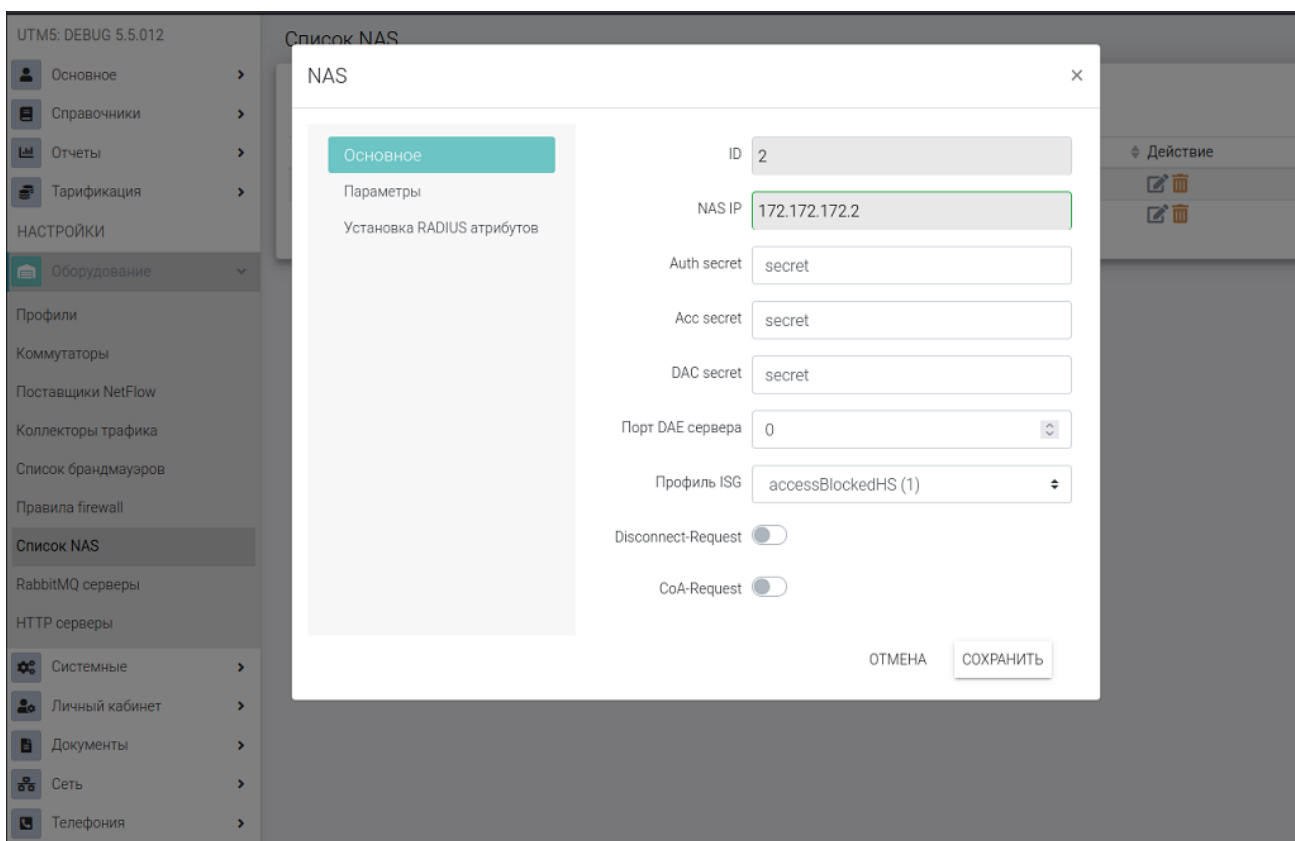 UTM5: DEBUG 5.5.012
Основное
Справочники
Отчеты
Тарификация
НАСТРОЙКИ
Оборудование
Профили
Коммутаторы
Поставщики NetFlow
Коллекторы трафика
Список брандмауэров
Правила firewall
Список NAS
RabbitMQ серверы
HTTP серверы
Системные
Личный кабинет
Документы
Сеть
Телефония
Список NAS
NAS
×
Основное
Параметры
Установка RADIUS атрибутов
ID 2
NAS IP 172.172.172.2
Auth secret secret
Acc secret secret
DAC secret secret
Порт DAE сервера 0
Профиль ISG accessBlockedHS (1)
Disconnect-Request
CoA-Request
ОТМЕНА СОХРАНИТЬ
Действие